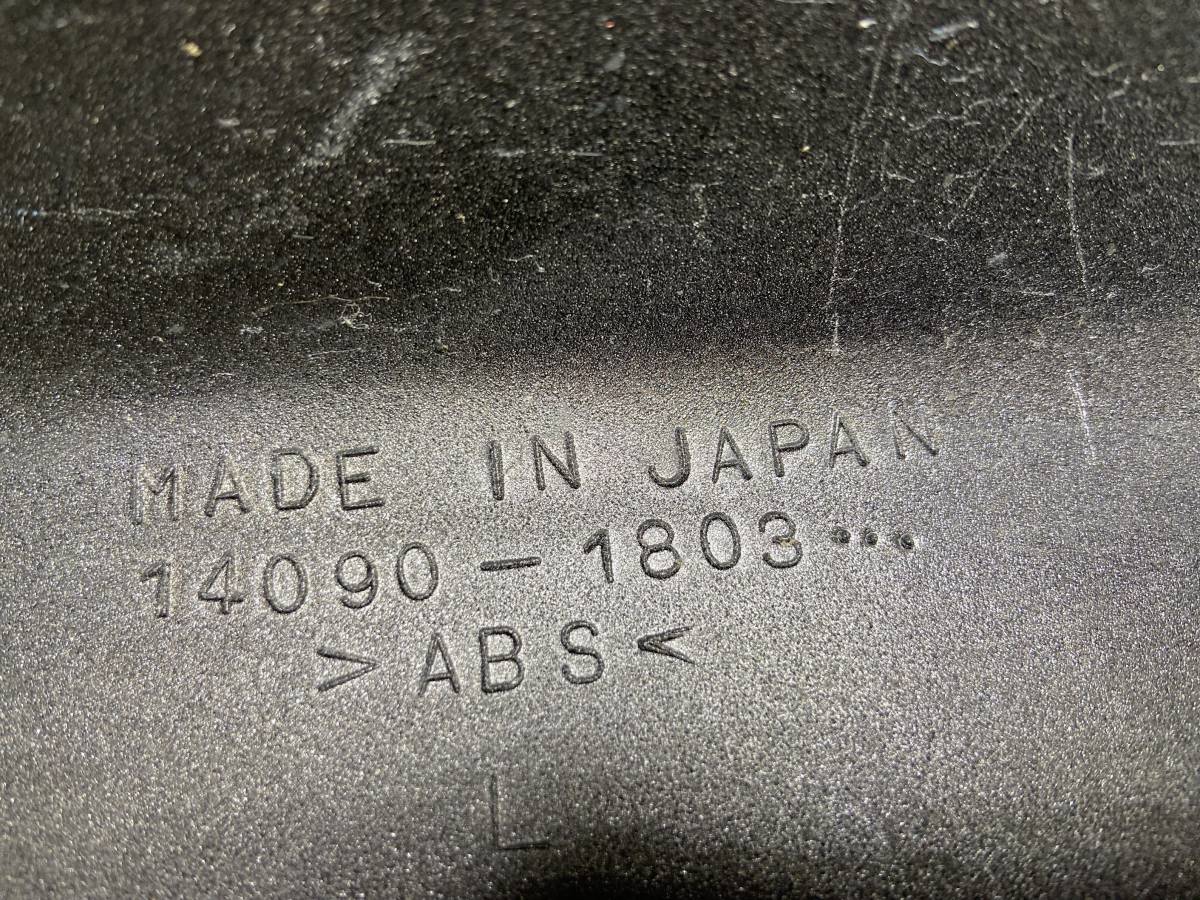 MADE IN JAPAN
14090-1803...
>ABS<
L